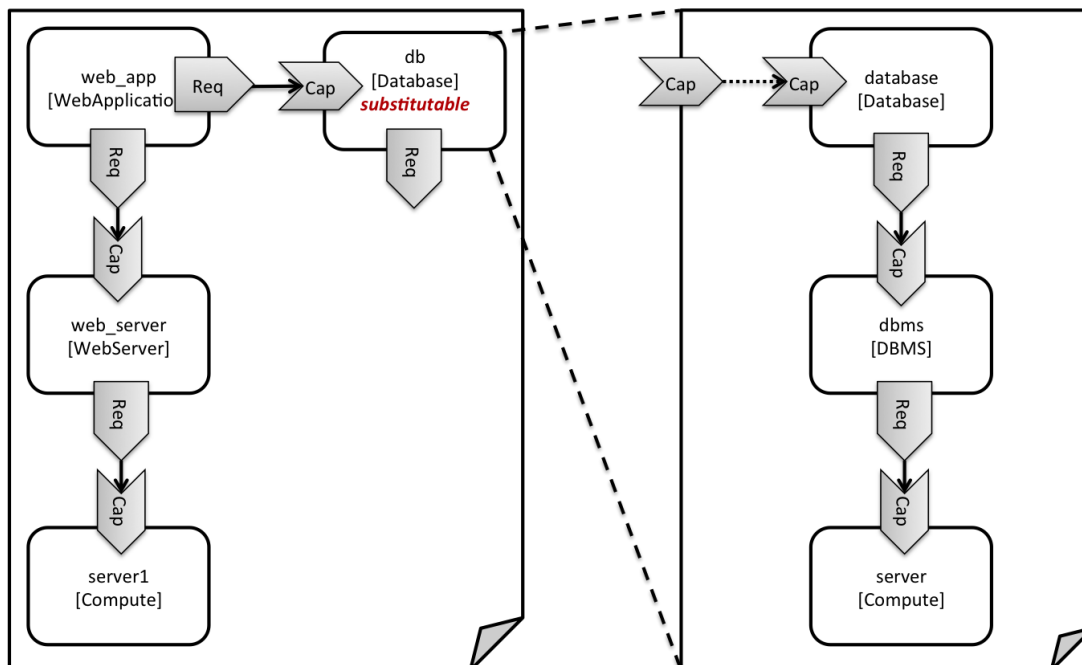 web_app
[WebApplicatio
Req
Cap
db
[Database]
substitutable
Req
Req
Cap
web_server
[WebServer]
Req
Cap
server1
[Compute]
Cap
Cap
database
[Database]
Req
Cap
dbms
[DBMS]
Req
Cap
server
[Compute]